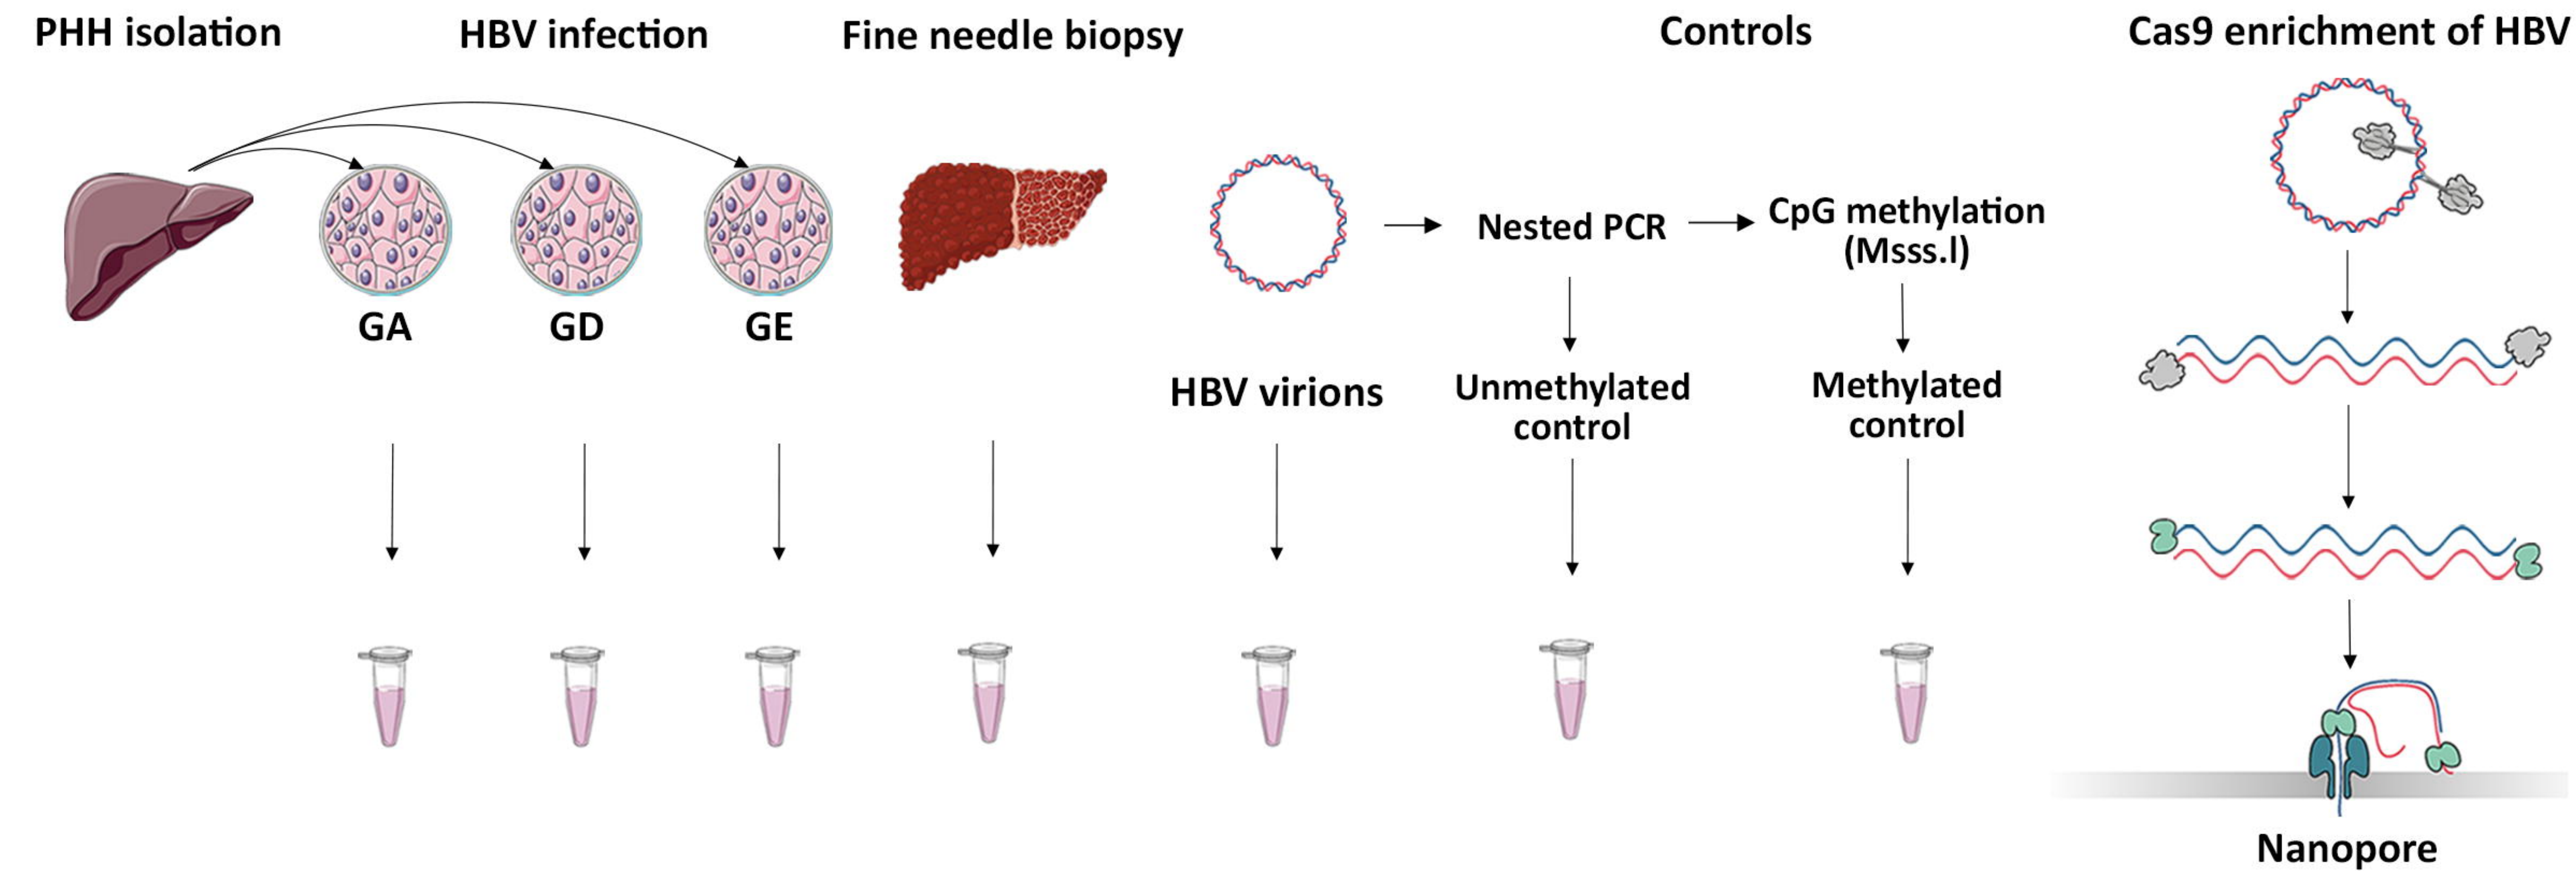 PHH isolation
HBV infection
Fine needle biopsy
Controls
Cas9 enrichment of HBV
GA
GD
GE
HBV virions
Nested PCR
CpG methylation
(Msss.I)
Unmethylated
control
Methylated
control
Nanopore